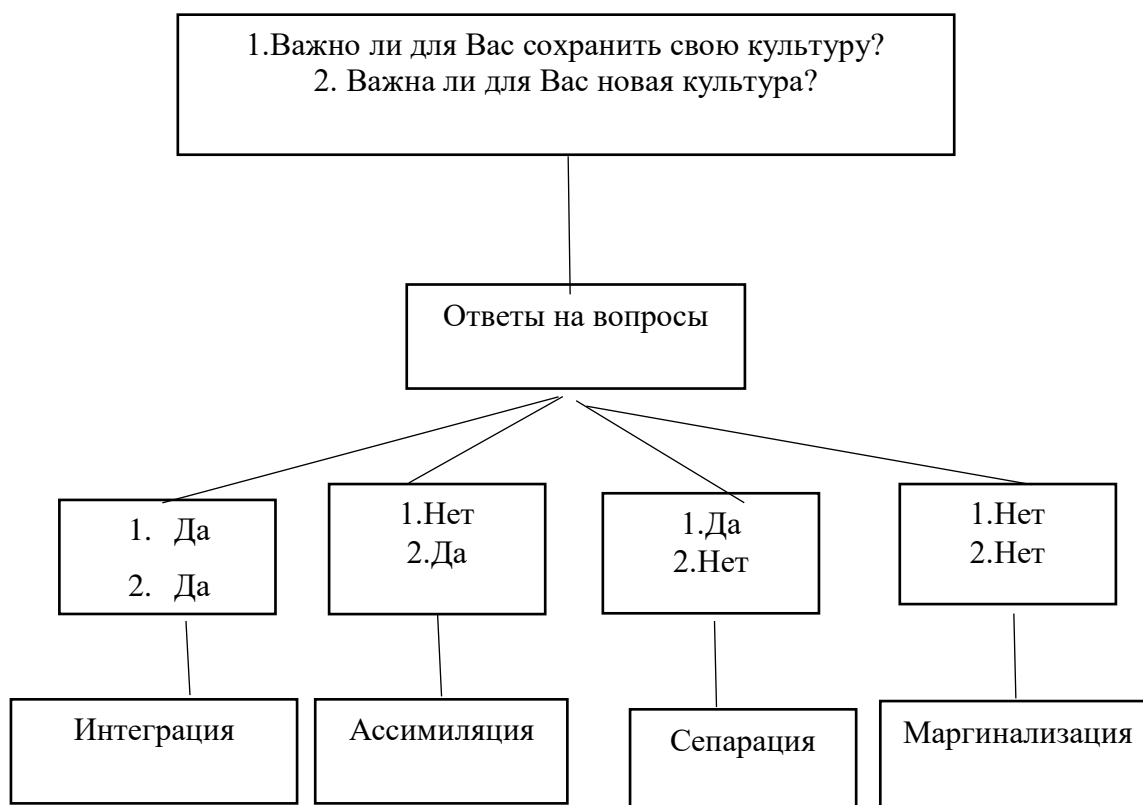 1.Важно ли для Вас сохранить свою культуру?
2. Важна ли для Вас новая культура?
Ответы на вопросы
1. Да
2. Да
1.Нет
2.Да
1.Да
2.Нет
1.Нет
2.Нет
Интеграция
Ассимиляция
Сепарация
Маргинализация